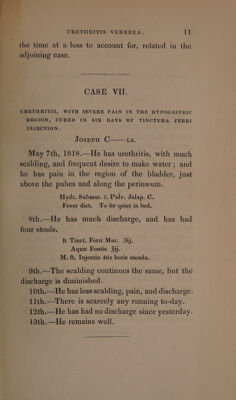 URETHRITIS VENEREA. 11
the time at a loss to account for, related in the
adjoining case.
CASE VII.
URETHRITIS, WITH SEVERE PAIN IN THE HYPOGASTRIC
REGION, CURED IN SIX DAYS BY TINCTURA FERRI
INJECTION.
JOSEPH C——LS.
May 7th, 1818.—He has urethritis, with much
scalding, and frequent desire to make water; and
he has pain in the region of the bladder, just
above the pubes and along the perinæum.
Hydr. Submur. c. Pulv. Jalap. C.
Fever diet. To lie quiet in bed.
8th.—He has much discharge, and has had
four stools.
℞ Tinct. Ferri Mur. ℈ij.
Aquæ Fontis ℥ij.
M. ft. Injectio 4tis horis utenda.
9th.—The scalding continues the same, but the
discharge is diminished.
10th.—He has less scalding, pain, and discharge.
11th.—There is scarcely any running to-day.
12th.—He has had no discharge since yesterday.
13th.—He remains well.